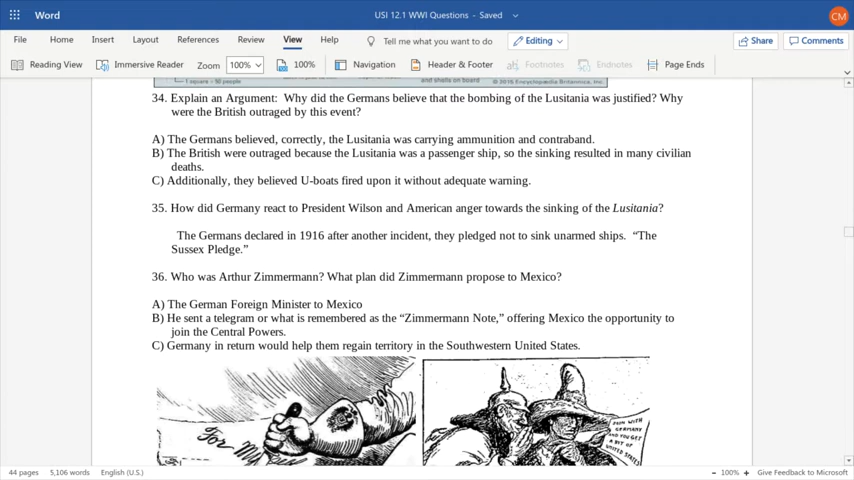 Word
USI 12.1 WWI Questions - Saved
CM
File Home Insert Layout References Review View Help Tell me what you want to do Editing Share Comments
Reading View Immersive Reader Zoom 100% 100% Navigation Header & Footer Footnotes Endnotes Page Ends
1 square = 50 people and shells on board © 2015 Encyclopædia Britannica, Inc.
34. Explain an Argument: Why did the Germans believe that the bombing of the Lusitania was justified? Why
were the British outraged by this event?
A) The Germans believed, correctly, the Lusitania was carrying ammunition and contraband.
B) The British were outraged because the Lusitania was a passenger ship, so the sinking resulted in many civilian
deaths.
C) Additionally, they believed U-boats fired upon it without adequate warning.
35. How did Germany react to President Wilson and American anger towards the sinking of the Lusitania?
The Germans declared in 1916 after another incident, they pledged not to sink unarmed ships. “The
Sussex Pledge.”
36. Who was Arthur Zimmermann? What plan did Zimmermann propose to Mexico?
A) The German Foreign Minister to Mexico
B) He sent a telegram or what is remembered as the “Zimmermann Note,” offering Mexico the opportunity to
join the Central Powers.
C) Germany in return would help them regain territory in the Southwestern United States.
For
JOIN WITH
GERMANY
AND YOU GET
A BIT OF
UNITED STATES
44 pages 5,106 words English (U.S.) - 100% + Give Feedback to Microsoft